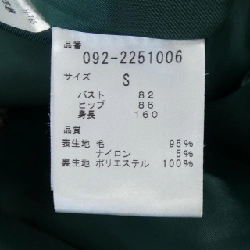 品番
092-2251006
サイズ
S
バスト 82
ヒップ 86
身長 160
品質
表生地 毛 95%
ナイロン 5%
裏生地 ポリエステル 100%